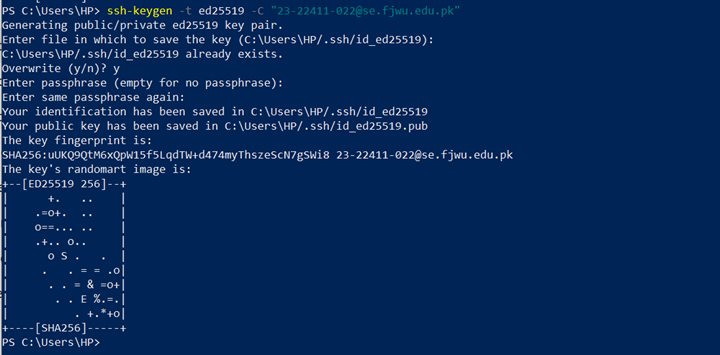 PS C:\Users\HP> ssh-keygen -t ed25519 -C "23-22411-022@se.fjwu.edu.pk"
Generating public/private ed25519 key pair.
Enter file in which to save the key (C:\Users\HP/.ssh/id_ed25519):
C:\Users\HP/.ssh/id_ed25519 already exists.
Overwrite (y/n)? y
Enter passphrase (empty for no passphrase):
Enter same passphrase again:
Your identification has been saved in C:\Users\HP/.ssh/id_ed25519
Your public key has been saved in C:\Users\HP/.ssh/id_ed25519.pub
The key fingerprint is:
SHA256:uUKQ9QtM6xQpW15f5LqdTW+d474myThszeScN7gSWi8 23-22411-022@se.fjwu.edu.pk
The key's randomart image is:
+--[ED25519 256]--+
|      +.   ..    |
|    .=o+.  ..    |
|    o==... ..    |
|    .+.. o..     |
|      o S .   .  |
|     .   . = = .o|
|      . . = & =o+|
|       . . E %.=.|
|          . +.*+o|
+----[SHA256]-----+
PS C:\Users\HP>